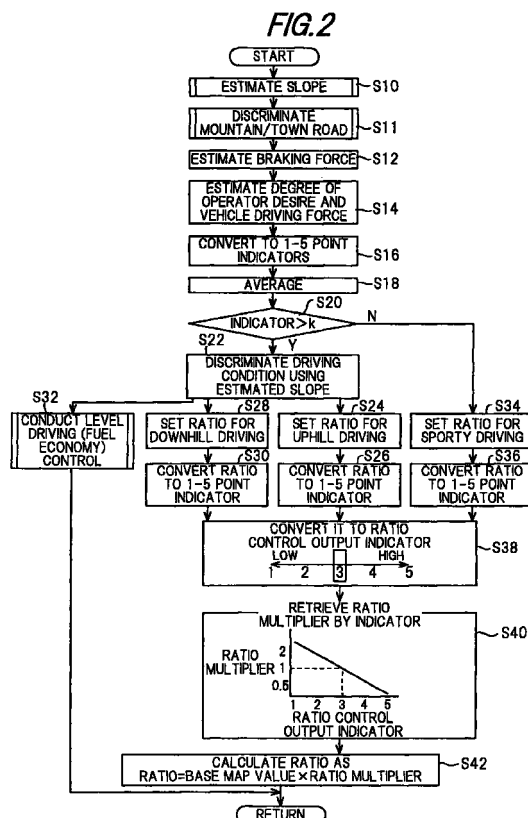 FIG.2
START
ESTIMATE SLOPE
S10
DISCRIMINATE
MOUNTAIN/TOWN ROAD
S11
ESTIMATE BRAKING FORCE
S12
ESTIMATE DEGREE OF
OPERATOR DESIRE AND
VEHICLE DRIVING FORCE
S14
CONVERT TO 1-5 POINT
INDICATORS
S16
AVERAGE
S18
S20
INDICATOR>k
N
Y
S22
DISCRIMINATE DRIVING
CONDITION USING
ESTIMATED SLOPE
S32
CONDUCT LEVEL
DRIVING (FUEL
ECONOMY)
CONTROL
S28
SET RATIO FOR
DOWNHILL DRIVING
S24
SET RATIO FOR
UPHILL DRIVING
S34
SET RATIO FOR
SPORTY DRIVING
S30
CONVERT RATIO
TO 1-5 POINT
INDICATOR
S26
CONVERT RATIO
TO 1-5 POINT
INDICATOR
S36
CONVERT RATIO
TO 1-5 POINT
INDICATOR
CONVERT IT TO RATIO
CONTROL OUTPUT INDICATOR
LOW HIGH
1 2 3 4 5
S38
RETRIEVE RATIO
MULTIPLIER BY INDICATOR
S40
RATIO
MULTIPLIER
2
1
0.5
1 2 3 4 5
RATIO CONTROL
OUTPUT INDICATOR
CALCULATE RATIO AS
RATIO=BASE MAP VALUE×RATIO MULTIPLIER
S42
RETURN